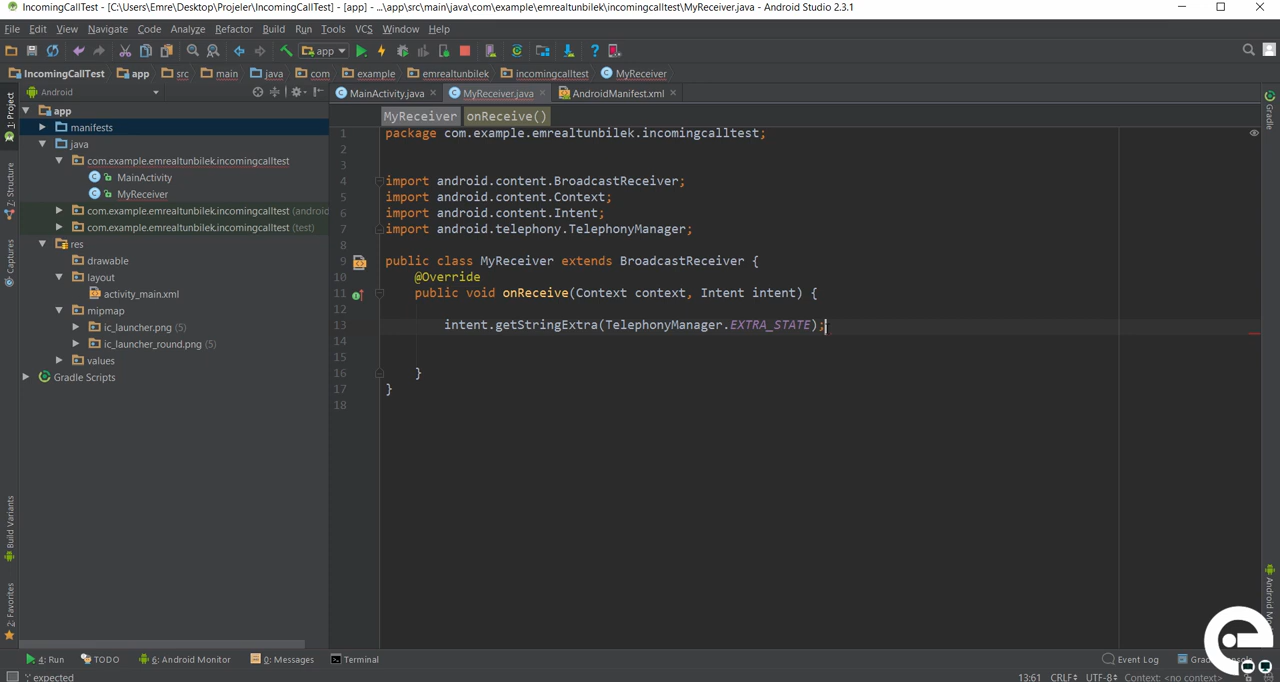 IncomingCallTest - [C:\Users\Emre\Desktop\Projeler\IncomingCallTest] - [app] - ...\app\src\main\java\com\example\emrealtunbilek\incomingcalltest\MyReceiver.java - Android Studio 2.3.1
File Edit View Navigate Code Analyze Refactor Build Run Tools VCS Window Help
app
IncomingCallTest app src main java com example emrealtunbilek incomingcalltest MyReceiver
Android
MainActivity.java MyReceiver.java AndroidManifest.xml
MyReceiver onReceive()
app
manifests
java
com.example.emrealtunbilek.incomingcalltest
MainActivity
MyReceiver
com.example.emrealtunbilek.incomingcalltest (android
com.example.emrealtunbilek.incomingcalltest (test)
res
drawable
layout
activity_main.xml
mipmap
ic_launcher.png (5)
ic_launcher_round.png (5)
values
Gradle Scripts
1: Project
7: Structure
Captures
Build Variants
2: Favorites
1 package com.example.emrealtunbilek.incomingcalltest;
2
3
4 import android.content.BroadcastReceiver;
5 import android.content.Context;
6 import android.content.Intent;
7 import android.telephony.TelephonyManager;
8
9 public class MyReceiver extends BroadcastReceiver {
10 @Override
11 public void onReceive(Context context, Intent intent) {
12
13 intent.getStringExtra(TelephonyManager.EXTRA_STATE);
14
15
16 }
17 }
18
Gradle
4: Run TODO 6: Android Monitor 0: Messages Terminal Event Log
';' expected 13:61 CRLF UTF-8 Context: <no context>